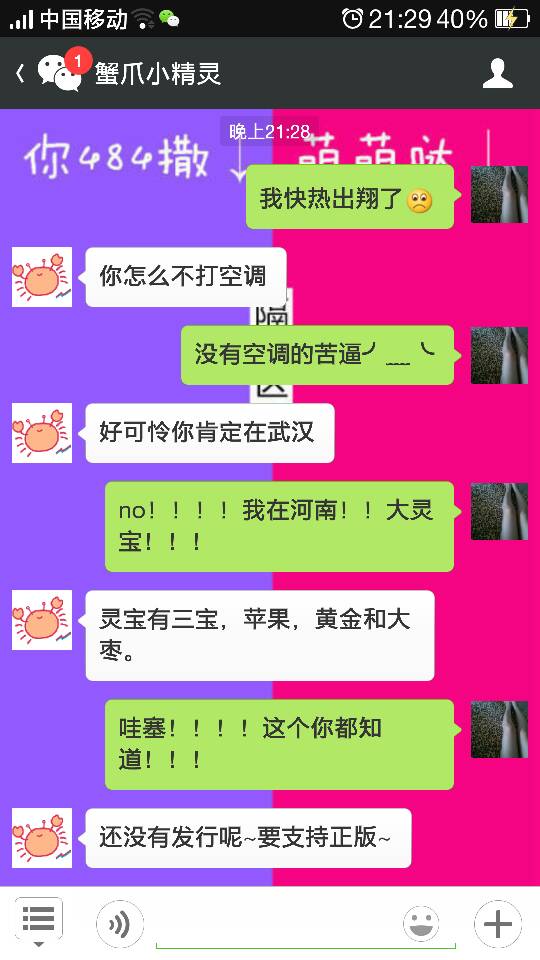 中国移动 21:29 40%
1
蟹爪小精灵
晚上21:28
你484撒 萌萌哒
我快热出翔了
你怎么不打空调
隔
没有空调的苦逼╯﹏╰
区
好可怜你肯定在武汉
no！！！！我在河南！！大灵
宝！！！
灵宝有三宝，苹果，黄金和大
枣。
哇塞！！！！这个你都知
道！！！
还没有发行呢~要支持正版~